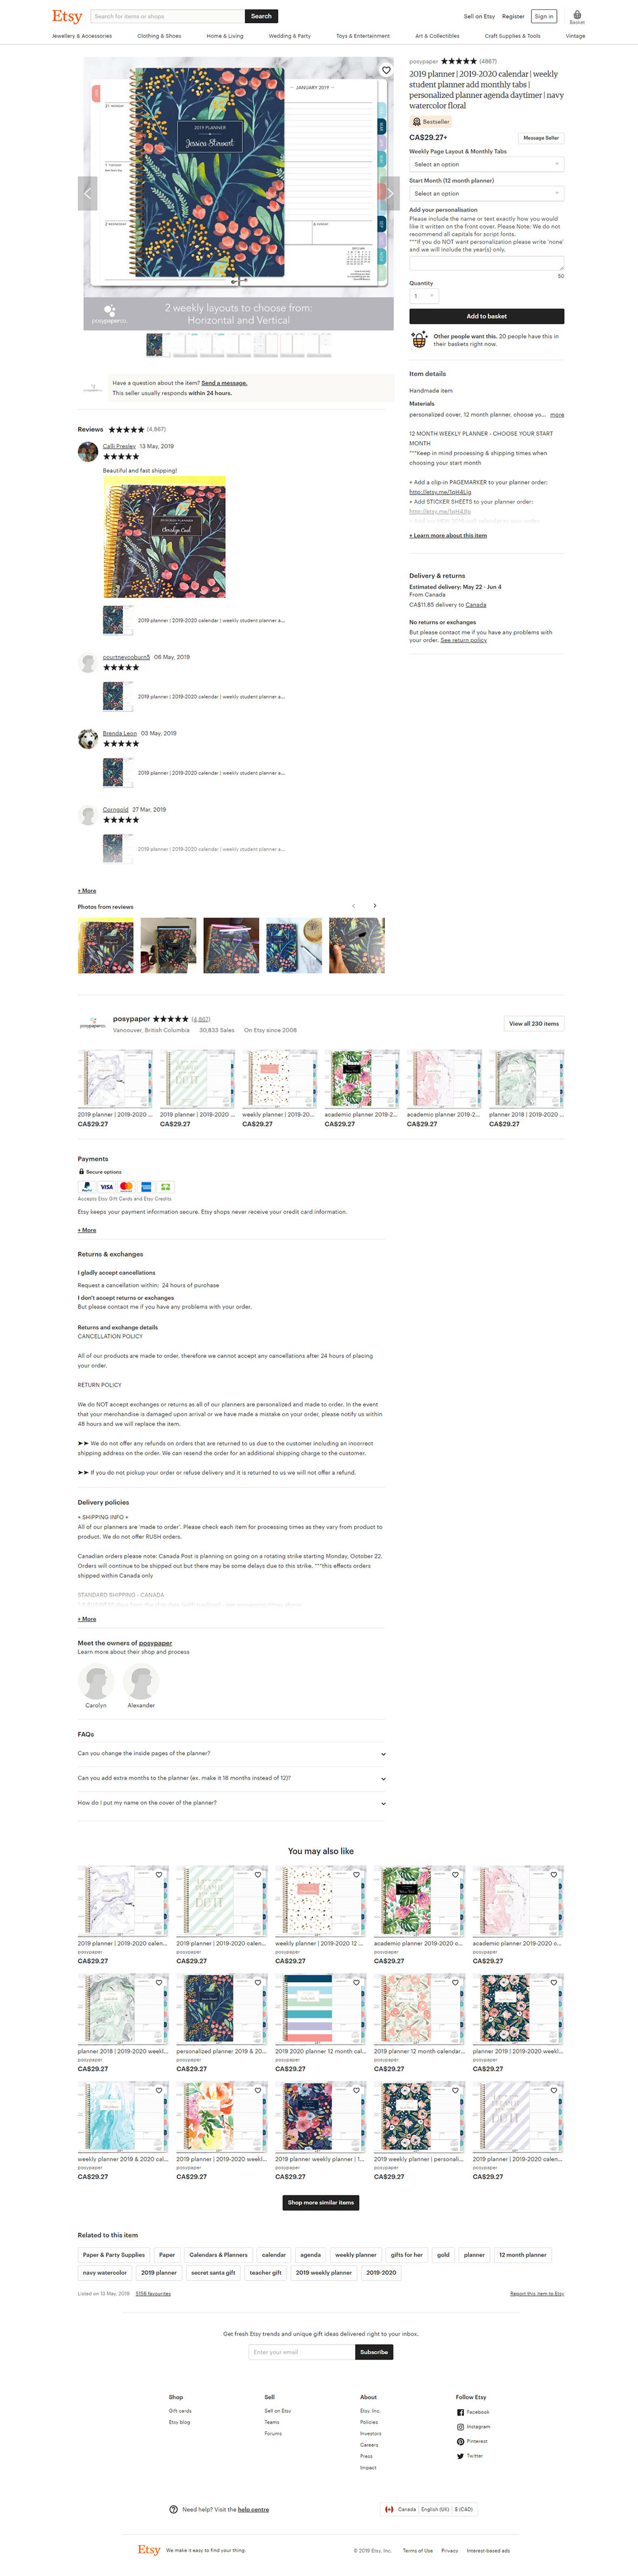 Etsy
Search for items or shops
Search
Sell on Etsy
Register
Sign in
Basket
Jewellery & Accessories
Clothing & Shoes
Home & Living
Wedding & Party
Toys & Entertainment
Art & Collectibles
Craft Supplies & Tools
Vintage
JANUARY 2019
2019 PLANNER
Jessica Stewart
2 weekly layouts to choose from:
Horizontal and Vertical
posypaperco.
Have a question about the item? Send a message.
This seller usually responds within 24 hours.
posypaper ★★★★★ (4867)
2019 planner | 2019-2020 calendar | weekly
student planner add monthly tabs |
personalized planner agenda daytimer | navy
watercolor floral
Bestseller
CA$29.27+
Message Seller
Weekly Page Layout & Monthly Tabs
Select an option
Start Month (12 month planner)
Select an option
Add your personalisation
Please include the name or text exactly how you would
like it written on the front cover. Please Note: We do not
recommend all capitals for script fonts.
***If you do NOT want personalization please write 'none'
and we will include the year(s) only.
50
Quantity
1
Add to basket
Other people want this. 20 people have this in
their baskets right now.
Item details
Handmade item
Materials
personalized cover, 12 month planner, choose yo... more
12 MONTH WEEKLY PLANNER - CHOOSE YOUR START
MONTH
***Keep in mind processing & shipping times when
choosing your start month
+ Add a clip-in PAGEMARKER to your planner order:
http://etsy.me/1pH4Ljg
+ Add STICKER SHEETS to your planner order:
+ Learn more about this item
Delivery & returns
Estimated delivery: May 22 - Jun 4
From Canada
CA$11.85 delivery to Canada
No returns or exchanges
But please contact me if you have any problems with
your order. See return policy
Reviews ★★★★★ (4,867)
Calli Presley 13 May, 2019
★★★★★
Beautiful and fast shipping!
2019 planner | 2019-2020 calendar | weekly student planner a...
courtneycoburn5 06 May, 2019
★★★★★
2019 planner | 2019-2020 calendar | weekly student planner a...
Brenda Leon 03 May, 2019
★★★★★
2019 planner | 2019-2020 calendar | weekly student planner a...
Corngold 27 Mar, 2019
★★★★★
2019 planner | 2019-2020 calendar | weekly student planner a...
+ More
Photos from reviews
posypaper ★★★★★ (4,867)
Vancouver, British Columbia 30,833 Sales On Etsy since 2008
View all 230 items
2019 planner | 2019-2020 ...
CA$29.27
2019 planner | 2019-2020 ...
CA$29.27
weekly planner | 2019-20...
CA$29.27
academic planner 2019-2...
CA$29.27
academic planner 2019-2...
CA$29.27
planner 2018 | 2019-2020 ...
CA$29.27
Payments
Secure options
PayPal VISA
Accepts Etsy Gift Cards and Etsy Credits
Etsy keeps your payment information secure. Etsy shops never receive your credit card information.
+ More
Returns & exchanges
I gladly accept cancellations
Request a cancellation within: 24 hours of purchase
I don't accept returns or exchanges
But please contact me if you have any problems with your order.
Returns and exchange details
CANCELLATION POLICY
All of our products are made to order, therefore we cannot accept any cancellations after 24 hours of placing
your order.
RETURN POLICY
We do NOT accept exchanges or returns as all of our planners are personalized and made to order. In the event
that your merchandise is damaged upon arrival or we have made a mistake on your order, please notify us within
48 hours and we will replace the item.
➤➤ We do not offer any refunds on orders that are returned to us due to the customer including an incorrect
shipping address on the order. We can resend the order for an additional shipping charge to the customer.
➤➤ If you do not pickup your order or refuse delivery and it is returned to us we will not offer a refund.
Delivery policies
+ SHIPPING INFO +
All of our planners are 'made to order'. Please check each item for processing times as they vary from product to
product. We do not offer RUSH orders.
Canadian orders please note: Canada Post is planning on going on a rotating strike starting Monday, October 22.
Orders will continue to be shipped out but there may be some delays due to this strike. ***this effects orders
shipped within Canada only
STANDARD SHIPPING - CANADA
+ More
Meet the owners of posypaper
Learn more about their shop and process
Carolyn
Alexander
FAQs
Can you change the inside pages of the planner?
Can you add extra months to the planner (ex. make it 18 months instead of 12)?
How do I put my name on the cover of the planner?
You may also like
2019 planner | 2019-2020 calen...
posypaper
CA$29.27
2019 planner | 2019-2020 calen...
posypaper
CA$29.27
weekly planner | 2019-2020 12 ...
posypaper
CA$29.27
academic planner 2019-2020 c...
posypaper
CA$29.27
academic planner 2019-2020 o...
posypaper
CA$29.27
planner 2018 | 2019-2020 weekl...
posypaper
CA$29.27
personalized planner 2019 & 20...
posypaper
CA$29.27
2019 2020 planner 12 month cal...
posypaper
CA$29.27
2019 planner 12 month calendar...
posypaper
CA$29.27
planner 2019 | 2019-2020 weekl...
posypaper
CA$29.27
weekly planner 2019 & 2020 cal...
posypaper
CA$29.27
2019 planner | 2019-2020 weekl...
posypaper
CA$29.27
2019 planner weekly planner | 1...
posypaper
CA$29.27
2019 weekly planner | personali...
posypaper
CA$29.27
2019 planner | 2019-2020 calen...
posypaper
CA$29.27
Shop more similar items
Related to this item
Paper & Party Supplies
Paper
Calendars & Planners
calendar
agenda
weekly planner
gifts for her
gold
planner
12 month planner
navy watercolor
2019 planner
secret santa gift
teacher gift
2019 weekly planner
2019-2020
Listed on 13 May, 2019 5156 favourites
Report this item to Etsy
Get fresh Etsy trends and unique gift ideas delivered right to your inbox.
Enter your email
Subscribe
Shop
Gift cards
Etsy blog
Sell
Sell on Etsy
Teams
Forums
About
Etsy, Inc.
Policies
Investors
Careers
Press
Impact
Follow Etsy
Facebook
Instagram
Pinterest
Twitter
Need help? Visit the help centre
Canada | English (UK) | $ (CAD)
Etsy We make it easy to find your thing.
© 2019 Etsy, Inc. Terms of Use Privacy Interest-based ads